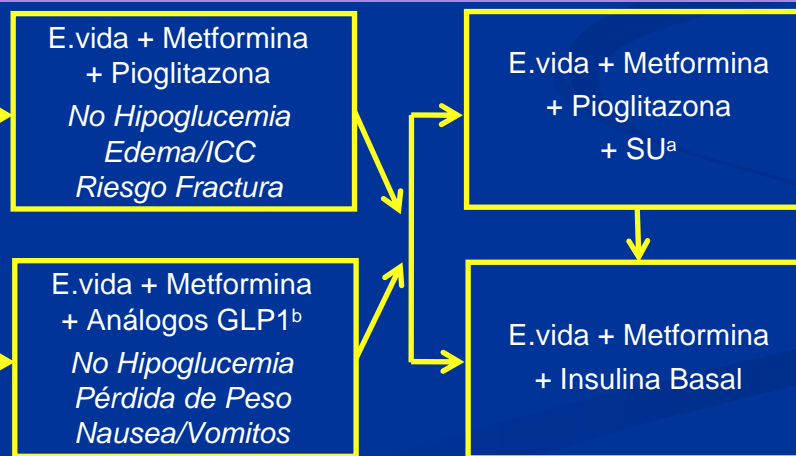 E.vida + Metformina
+ Pioglitazona
No Hipoglucemia
Edema/ICC
Riesgo Fractura
E.vida + Metformina
+ Pioglitazona
+ SUᵃ
E.vida + Metformina
+ Análogos GLP1ᵇ
No Hipoglucemia
Pérdida de Peso
Nausea/Vomitos
E.vida + Metformina
+ Insulina Basal